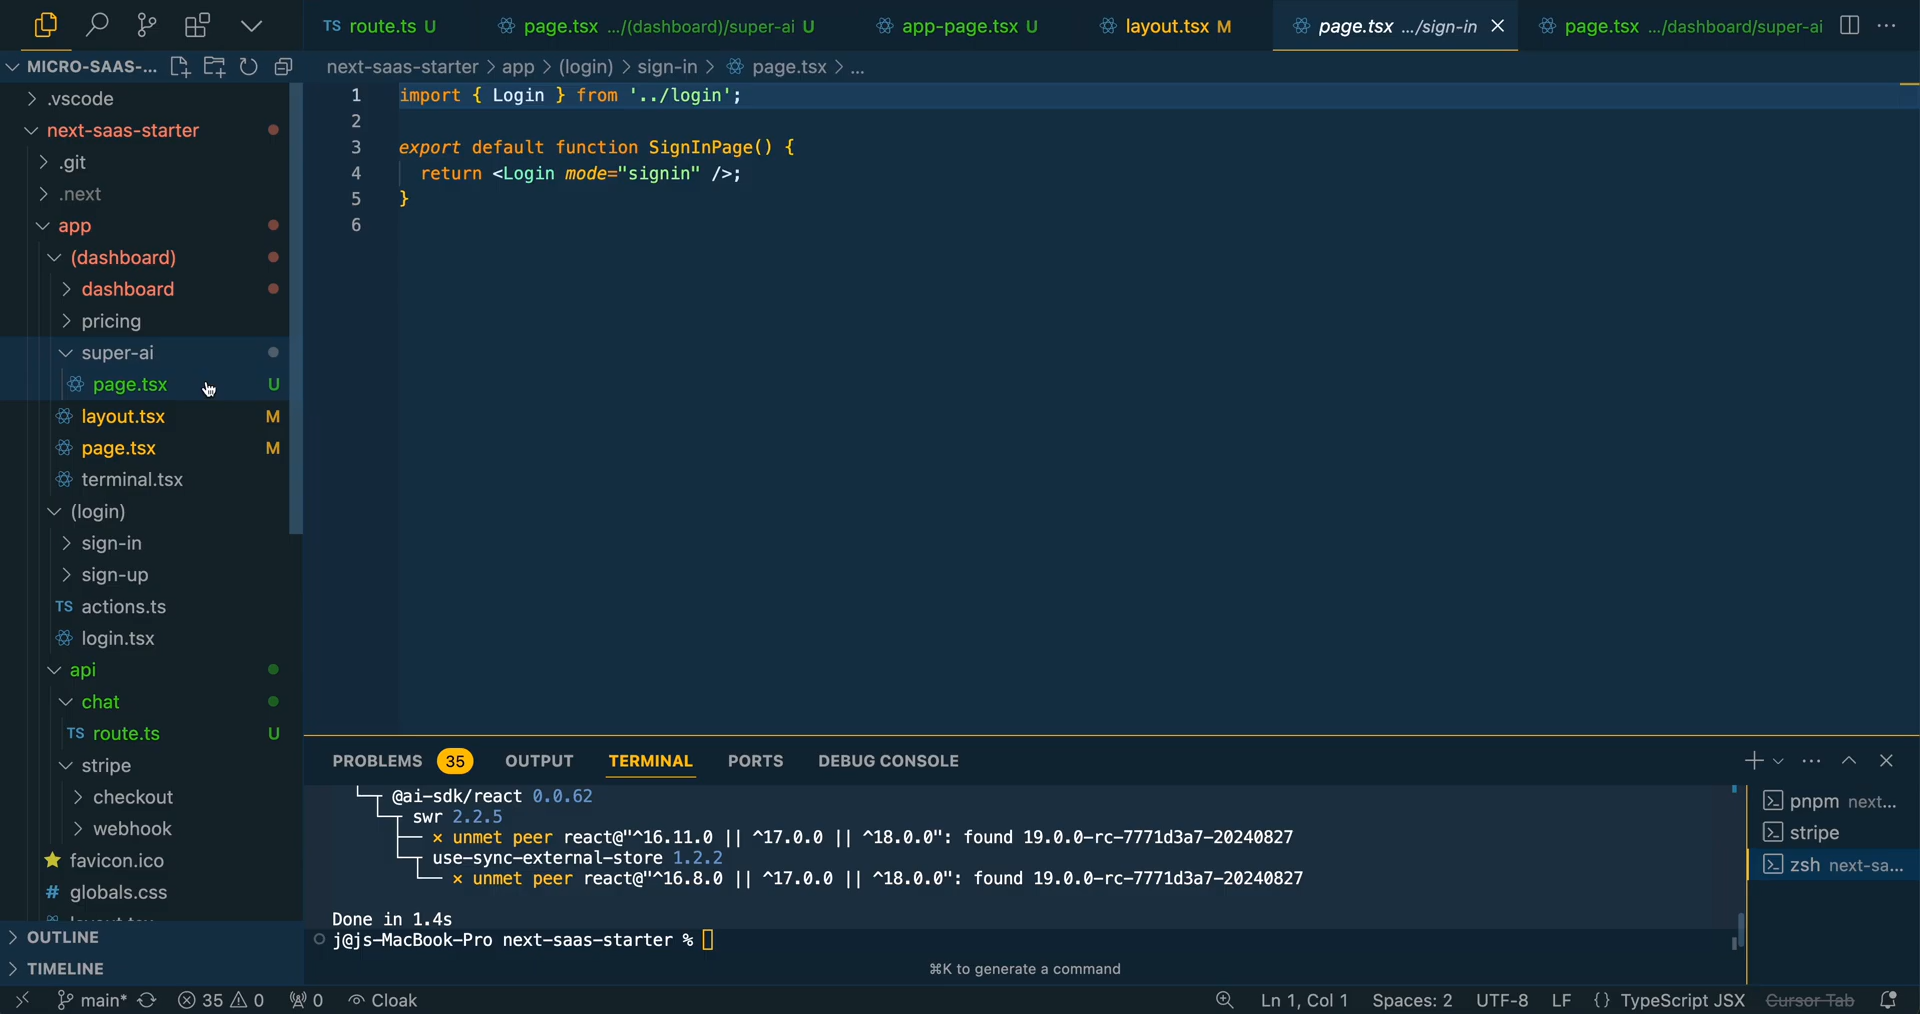 TS route.ts U
page.tsx .../(dashboard)/super-ai U
app-page.tsx U
layout.tsx M
page.tsx .../sign-in
page.tsx .../dashboard/super-ai
MICRO-SAAS-...
next-saas-starter > app > (login) > sign-in > page.tsx > ...
.vscode
next-saas-starter
.git
.next
app
(dashboard)
dashboard
pricing
super-ai
page.tsx U
layout.tsx M
page.tsx M
terminal.tsx
(login)
sign-in
sign-up
TS actions.ts
login.tsx
api
chat
TS route.ts U
stripe
checkout
webhook
favicon.ico
# globals.css
OUTLINE
TIMELINE
1 import { Login } from '../login';
2
3 export default function SignInPage() {
4 return <Login mode="signin" />;
5 }
6
PROBLEMS 35 OUTPUT TERMINAL PORTS DEBUG CONSOLE
@ai-sdk/react 0.0.62
swr 2.2.5
× unmet peer react@"^16.11.0 || ^17.0.0 || ^18.0.0": found 19.0.0-rc-7771d3a7-20240827
use-sync-external-store 1.2.2
× unmet peer react@"^16.8.0 || ^17.0.0 || ^18.0.0": found 19.0.0-rc-7771d3a7-20240827
Done in 1.4s
j@js-MacBook-Pro next-saas-starter %
⌘K to generate a command
pnpm next...
stripe
zsh next-sa...
main* 35 0 0 Cloak
Ln 1, Col 1 Spaces: 2 UTF-8 LF {} TypeScript JSX Cursor Tab